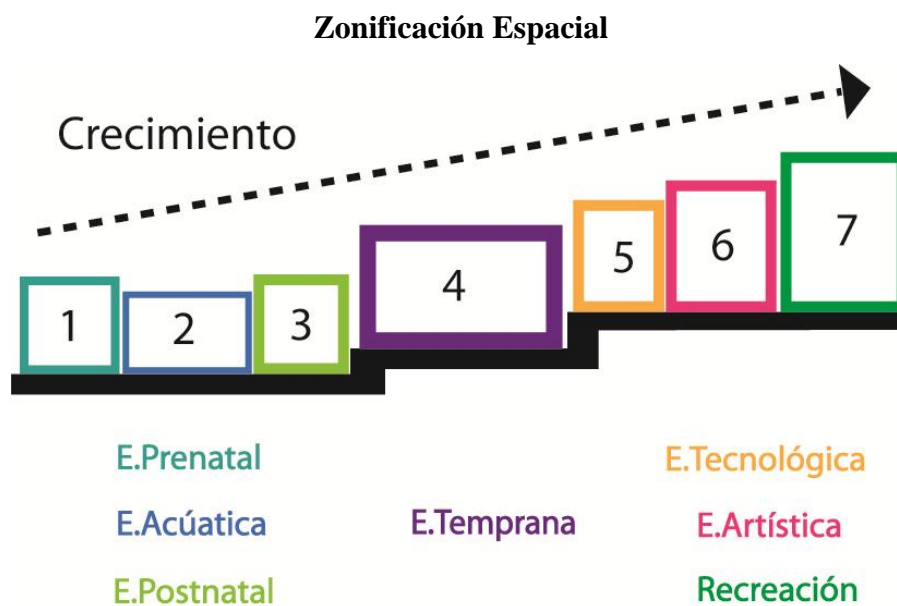 Zonificación Espacial
Crecimiento
1
2
3
4
5
6
7
E.Prenatal
E.Acúatica
E.Postnatal
E.Temprana
E.Tecnológica
E.Artística
Recreación